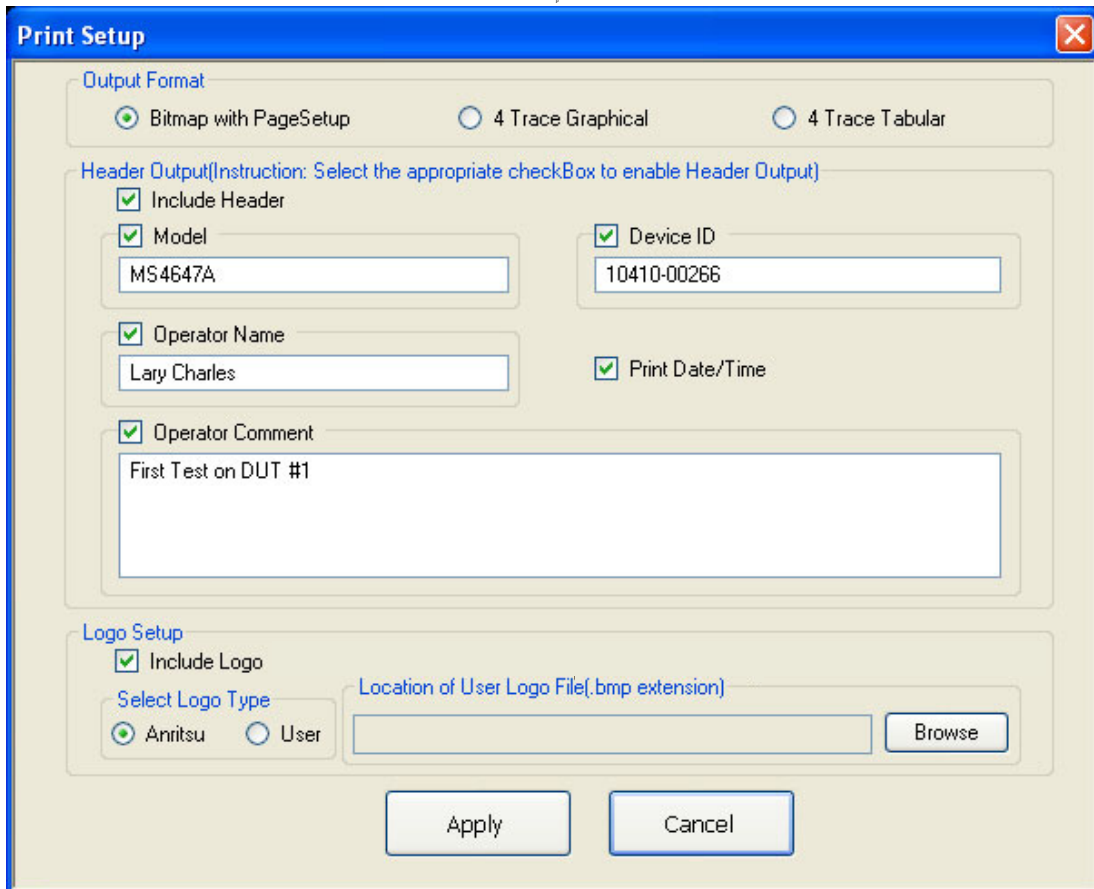 Print Setup
Output Format
Bitmap with PageSetup
4 Trace Graphical
4 Trace Tabular
Header Output(Instruction: Select the appropriate checkBox to enable Header Output)
Include Header
Model
Device ID
MS4647A
10410-00266
Operator Name
Lary Charles
Print Date/Time
Operator Comment
First Test on DUT #1
Logo Setup
Include Logo
Select Logo Type
Location of User Logo File(.bmp extension)
Anritsu
User
Browse
Apply
Cancel